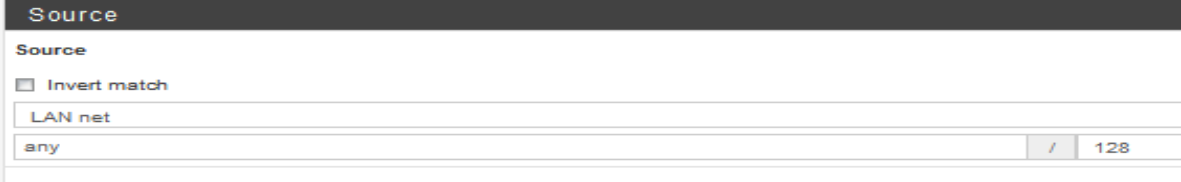 Source
Source
Invert match
LAN net
any / 128